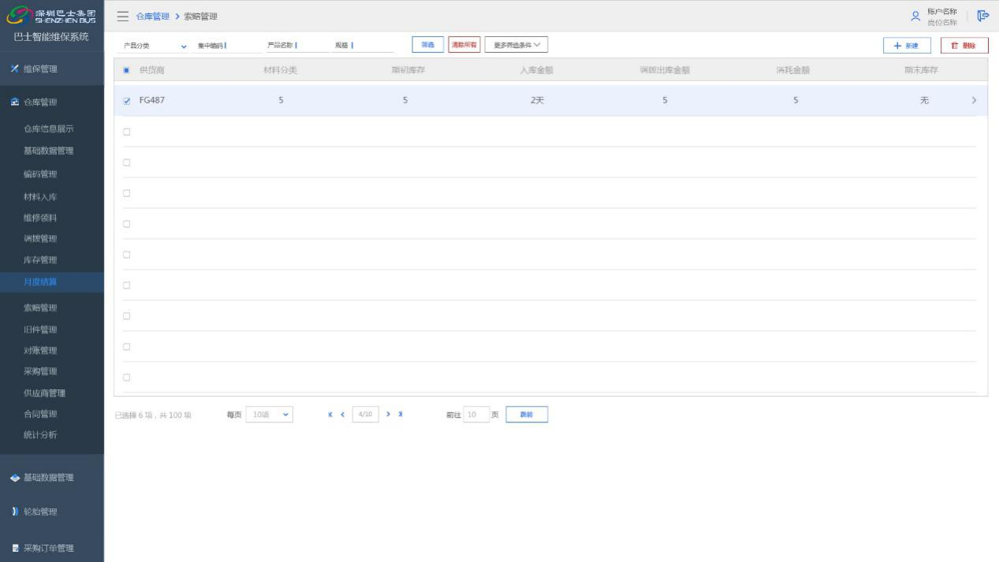 深圳巴士集团
SHENZHEN BUS
巴士智能维保系统
仓库管理 > 索赔管理
账户名称
岗位名称
维保管理
仓库管理
仓库信息展示
基础数据管理
编码管理
材料入库
维修领料
调拨管理
库存管理
月度结算
索赔管理
旧件管理
对账管理
采购管理
供应商管理
合同管理
统计分析
基础数据管理
轮胎管理
采购订单管理
产品分类 集中编码 产品名称 规格 筛选 清除所有 更多筛选条件 新建 删除
供货商 材料分类 期初库存 入库金额 调拨出库金额 消耗金额 期末库存
FG487 5 5 2天 5 5 无
已选择 6 项，共 100 项 每页 10项 4/10 前往 10 页 跳转